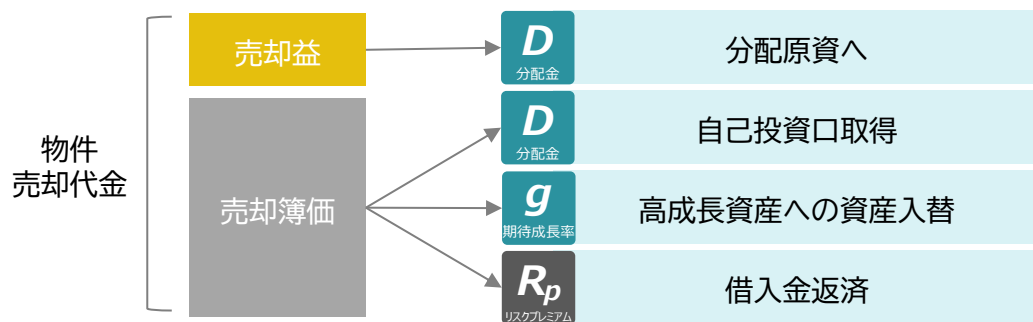 物件
売却代金
売却益
D
分配金
分配原資へ
売却簿価
D
分配金
自己投資口取得
g
期待成長率
高成長資産への資産入替
Rp
リスクプレミアム
借入金返済